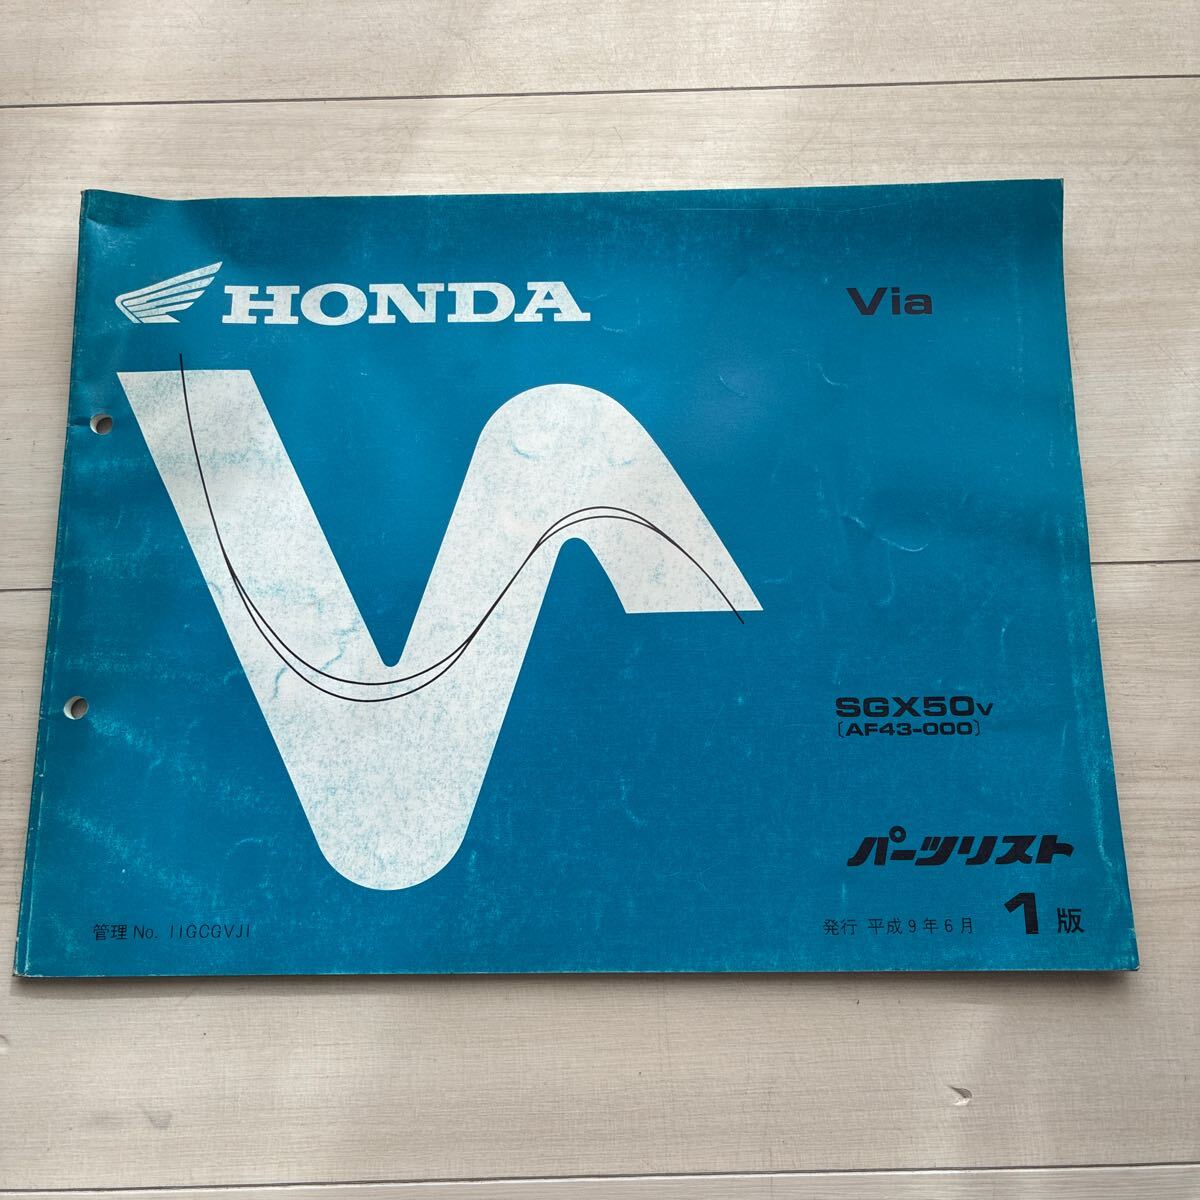 HONDA
Via
SGX50V
〔AF43-000〕
パーツリスト
1版
発行 平成9年6月
管理 No. 11GCGVJ1